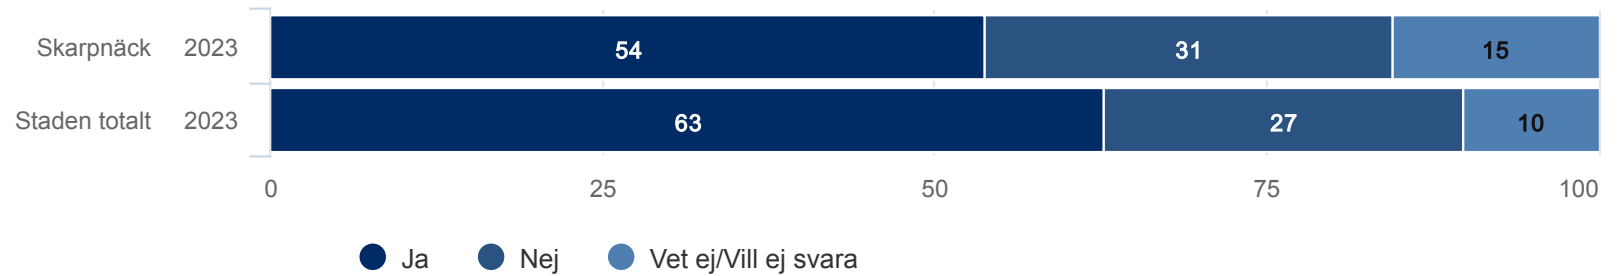 Skarpnäck 2023 54 31 15
Staden totalt 2023 63 27 10
0 25 50 75 100
Ja Nej Vet ej/Vill ej svara